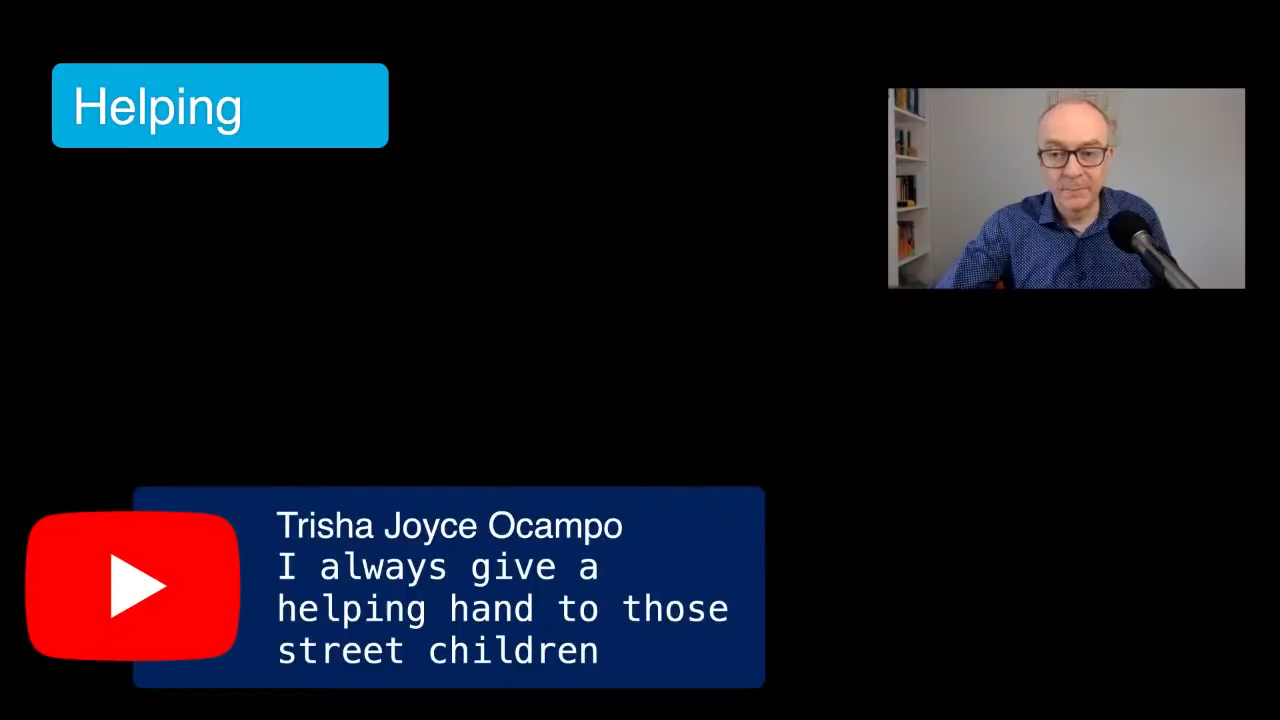 Helping
Trisha Joyce Ocampo
I always give a
helping hand to those
street children